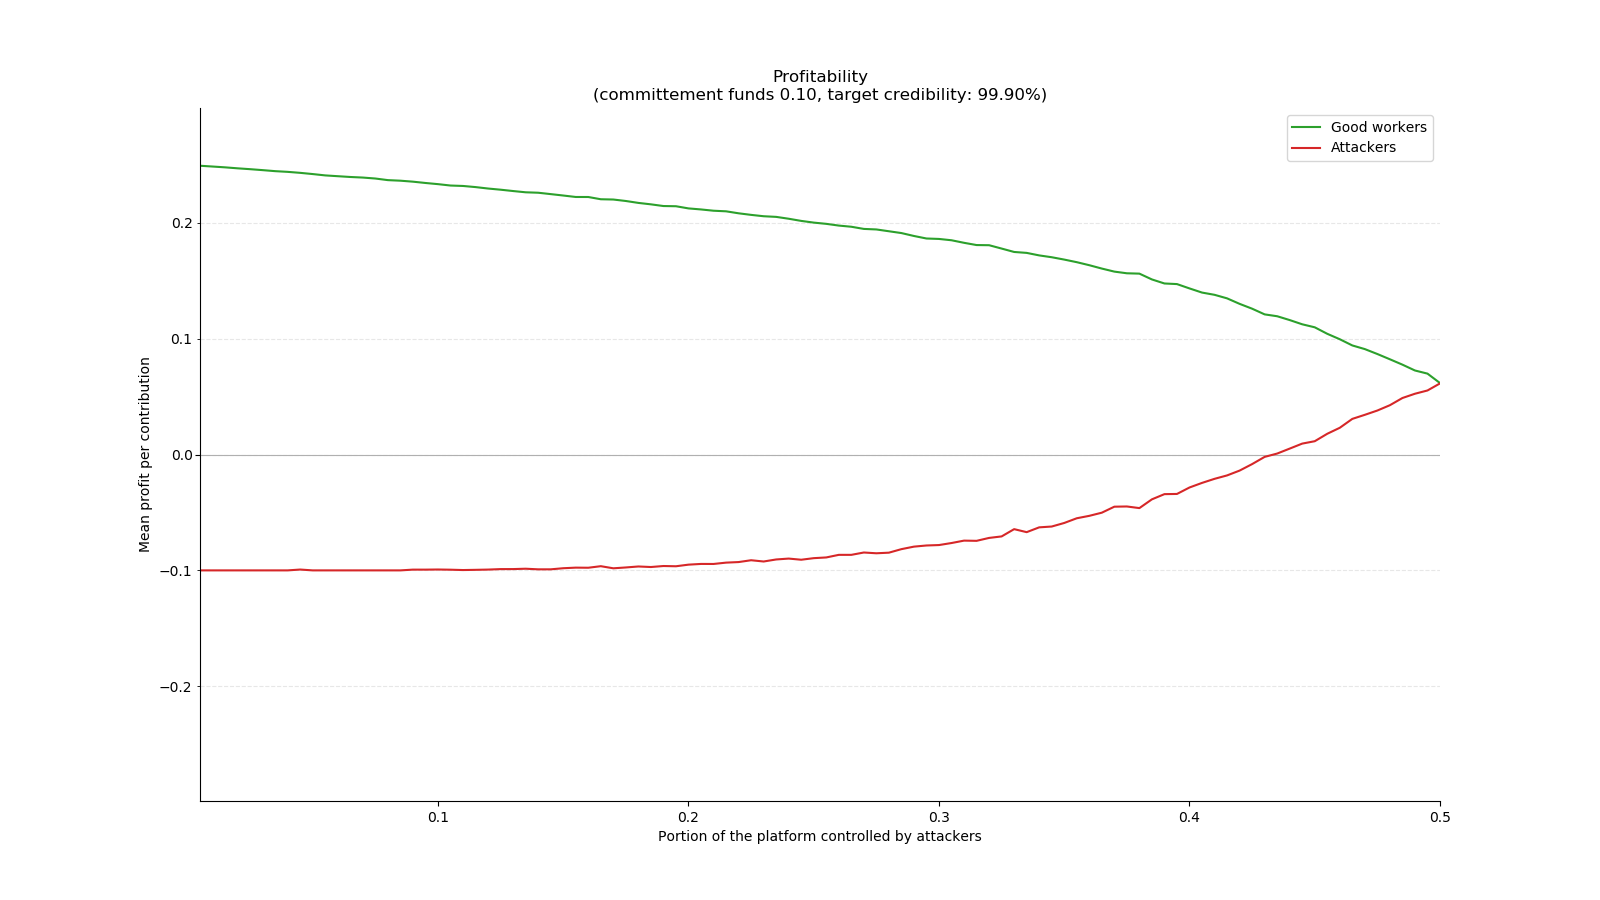 Profitability
(committement funds 0.10, target credibility: 99.90%)
Good workers
Attackers
0.2
0.1
0.0
−0.1
−0.2
Mean profit per contribution
0.1
0.2
0.3
0.4
0.5
Portion of the platform controlled by attackers